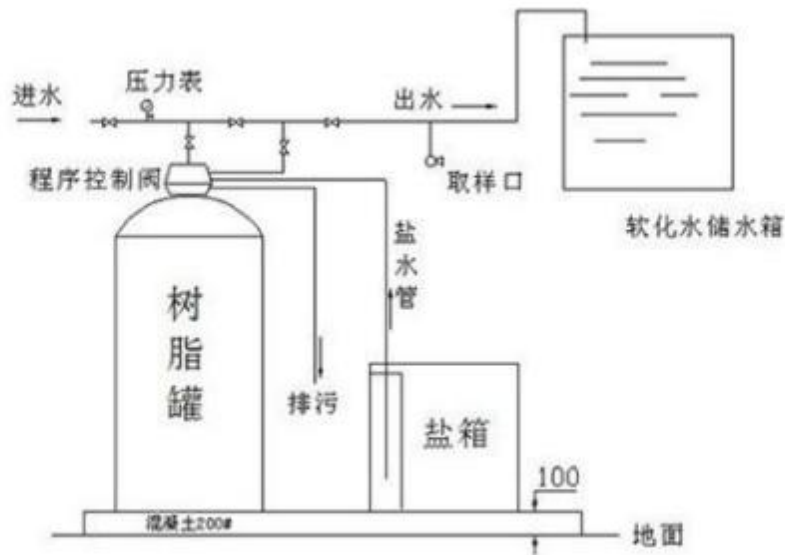 压力表
进水
出水
程序控制阀
取样口
软化水储水箱
盐水管
树脂罐
排污
盐箱
100
混凝土200#
地面